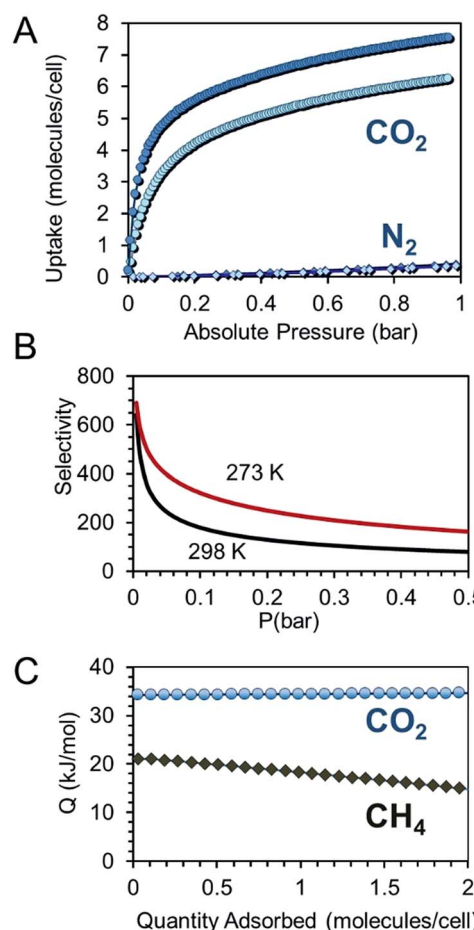 A
8
7
6
5
4
3
2
1
0
Uptake (molecules/cell)
CO₂
N₂
0 0.2 0.4 0.6 0.8 1
Absolute Pressure (bar)
B
800
600
400
200
0
Selectivity
273 K
298 K
0 0.1 0.2 0.3 0.4 0.5
P(bar)
C
40
30
20
10
0
Q (kJ/mol)
CO₂
CH₄
0 0.5 1 1.5 2
Quantity Adsorbed (molecules/cell)